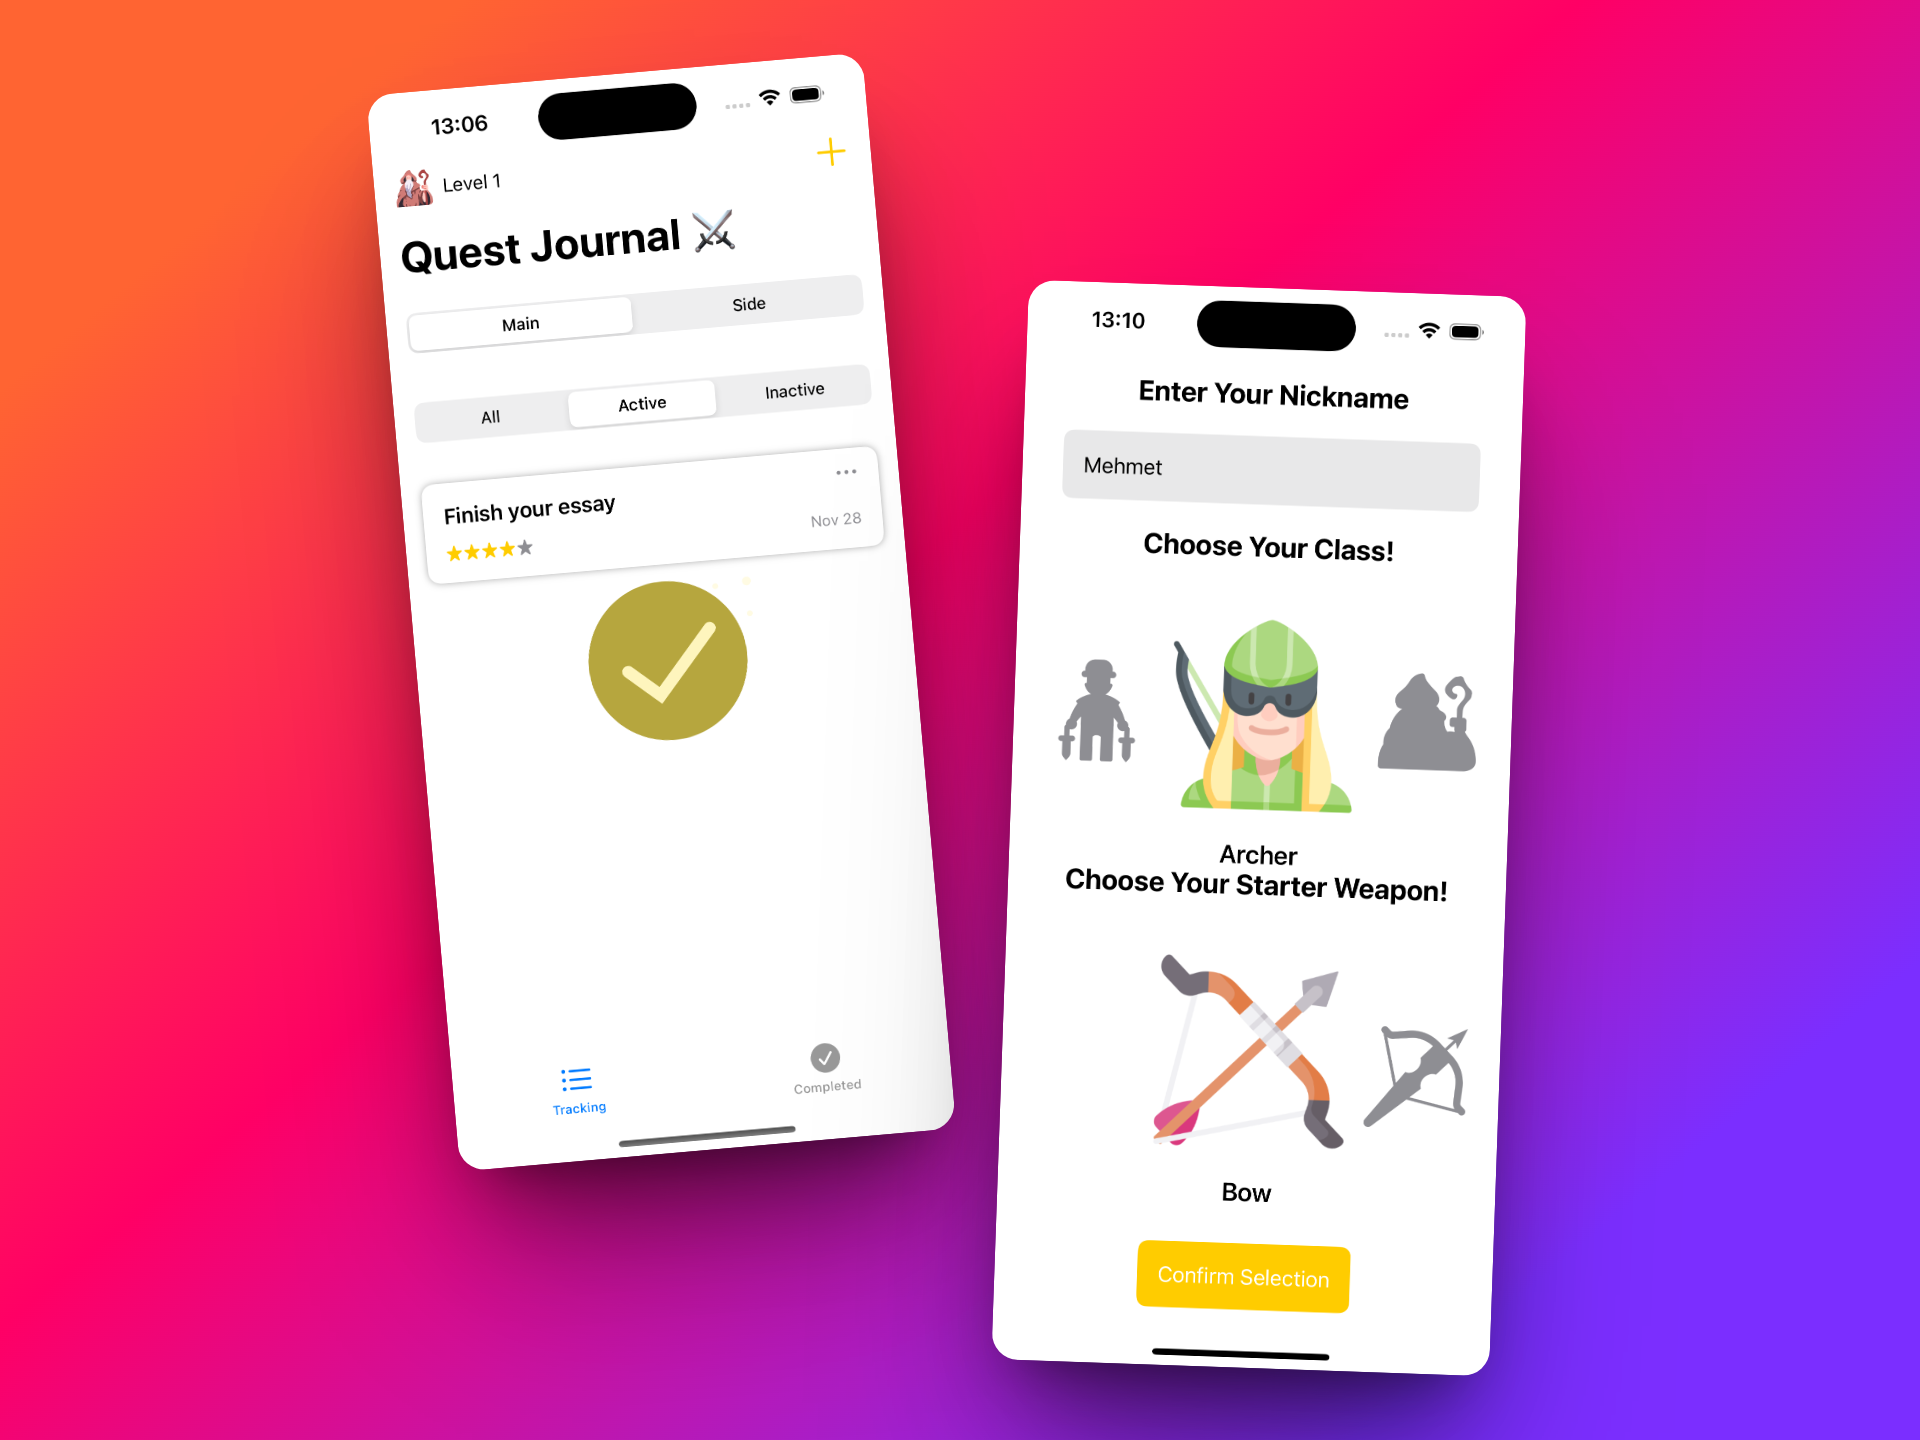 13:06
Level 1
Quest Journal
Main Side
All Active Inactive
Finish your essay
Nov 28
Tracking Completed
13:10
Enter Your Nickname
Mehmet
Choose Your Class!
Archer
Choose Your Starter Weapon!
Bow
Confirm Selection